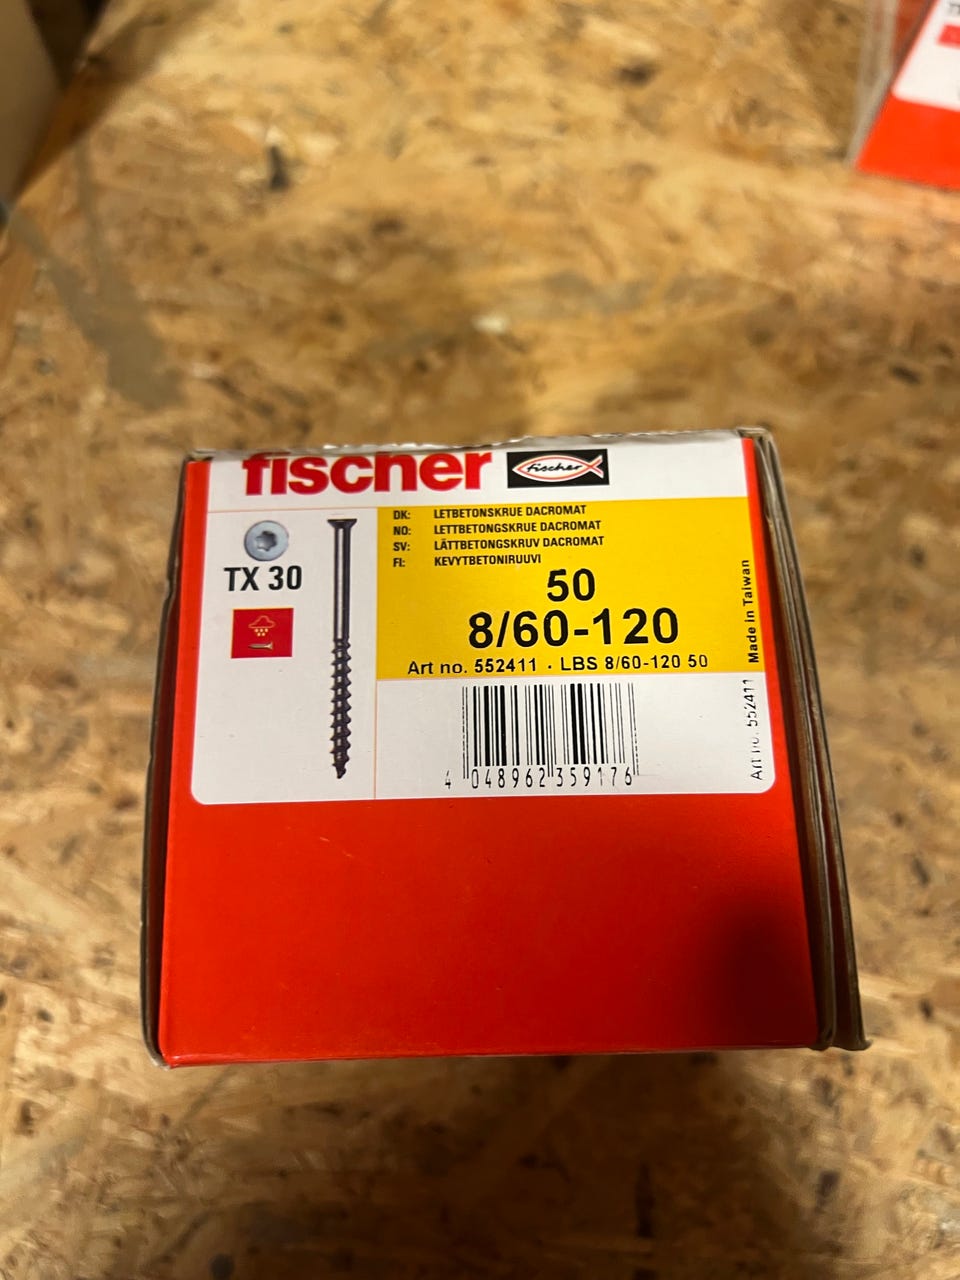 fischer
fischer
TX 30
DK: LETBETONSKRUE DACROMAT
NO: LETTBETONGSKRUE DACROMAT
SV: LÄTTBETONGSKRUV DACROMAT
FI: KEVYTBETONIRUUVI
50
8/60-120
Art no. 552411 · LBS 8/60-120 50
4 048962 359176
Art no. 552411 Made in Taiwan